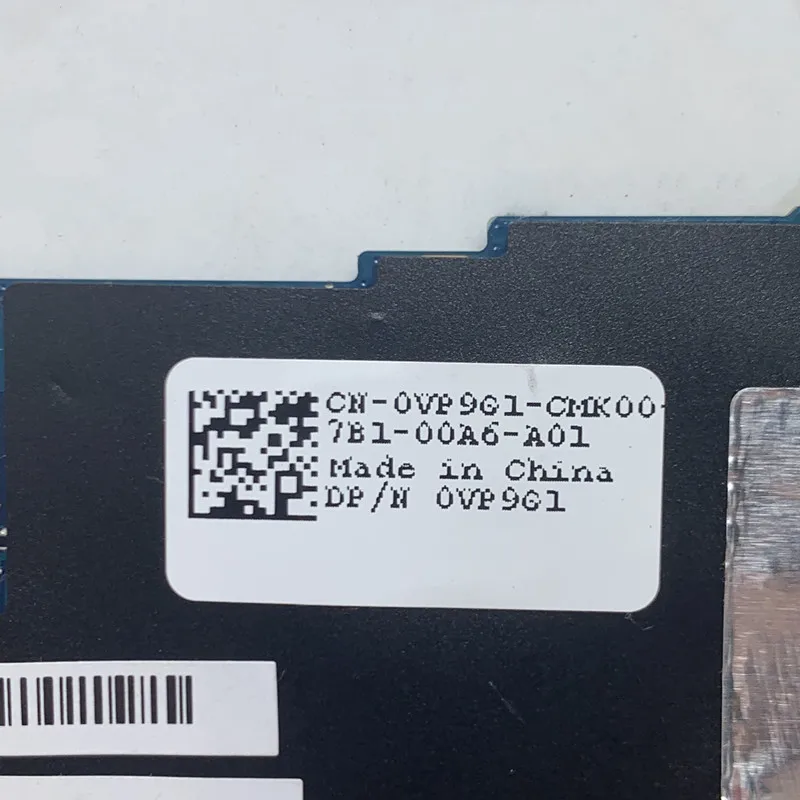 CN-0VP9G1-CMK00-
7B1-00A6-A01
Made in China
DP/N 0VP9G1